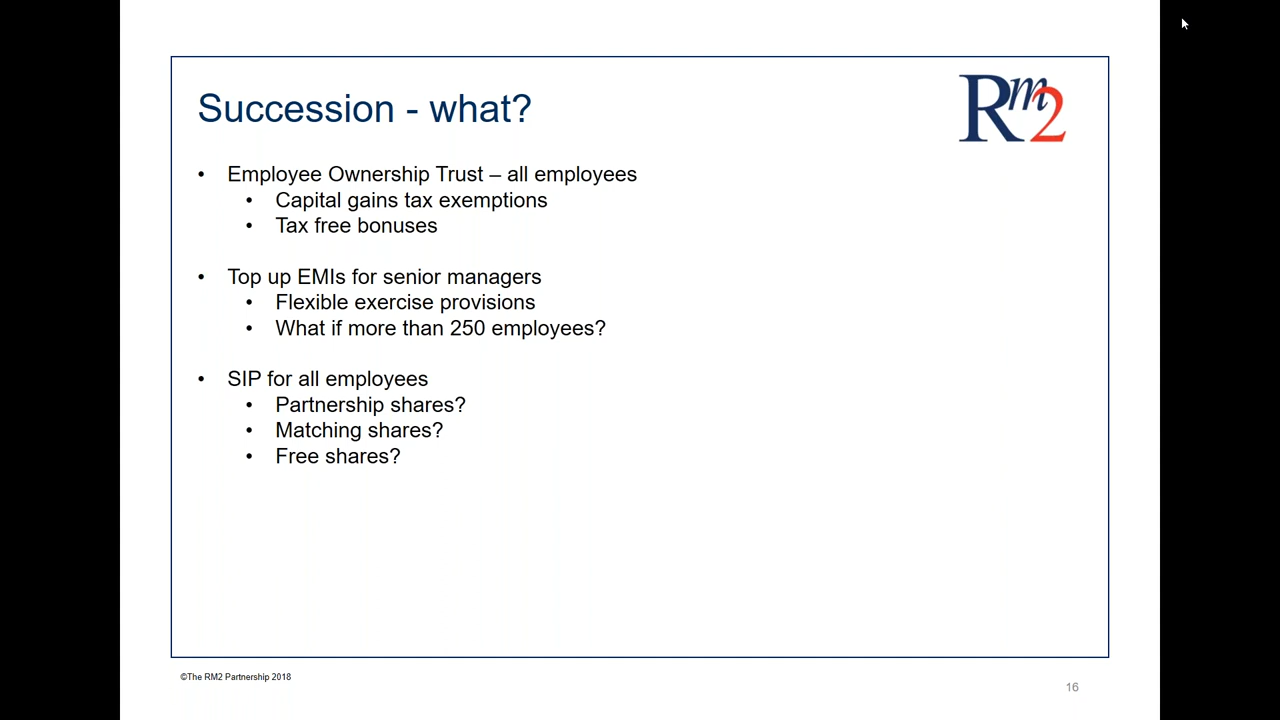 Succession - what?
Rm2
• Employee Ownership Trust – all employees
• Capital gains tax exemptions
• Tax free bonuses
• Top up EMIs for senior managers
• Flexible exercise provisions
• What if more than 250 employees?
• SIP for all employees
• Partnership shares?
• Matching shares?
• Free shares?
©The RM2 Partnership 2018
16